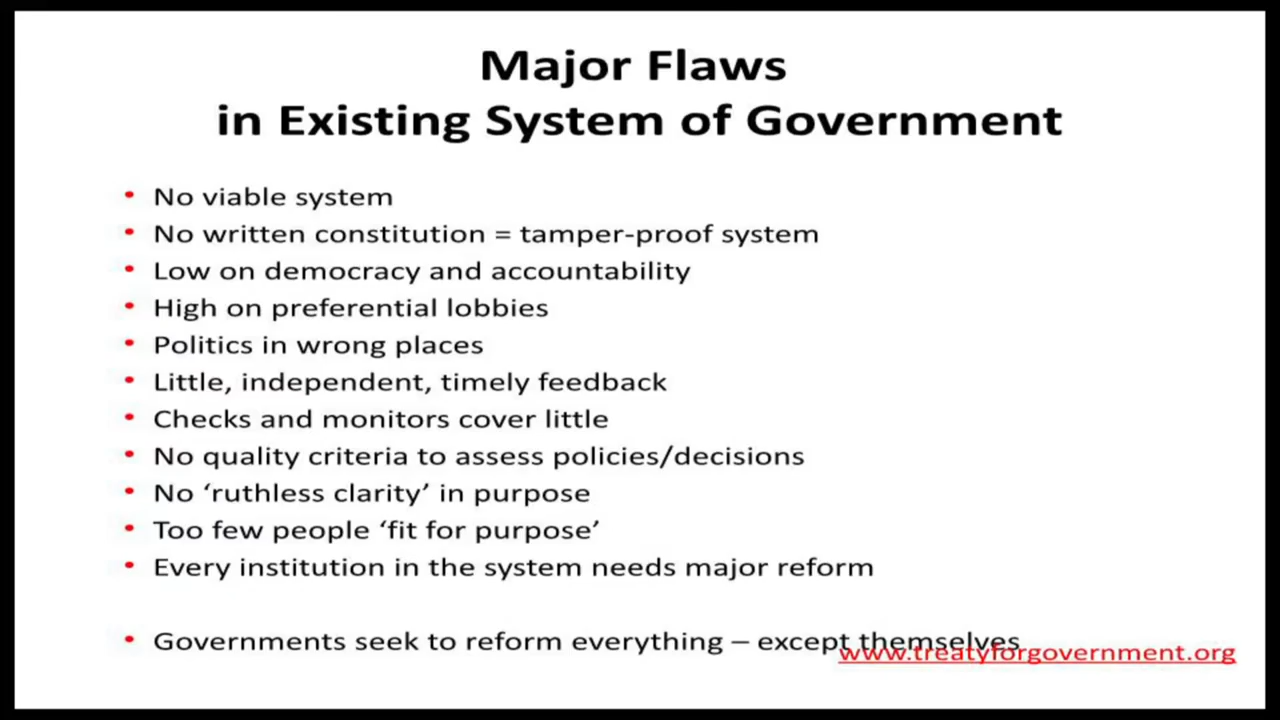 Major Flaws
in Existing System of Government
• No viable system
• No written constitution = tamper-proof system
• Low on democracy and accountability
• High on preferential lobbies
• Politics in wrong places
• Little, independent, timely feedback
• Checks and monitors cover little
• No quality criteria to assess policies/decisions
• No ‘ruthless clarity’ in purpose
• Too few people ‘fit for purpose’
• Every institution in the system needs major reform
• Governments seek to reform everything – except themselves
www.treatyforgovernment.org